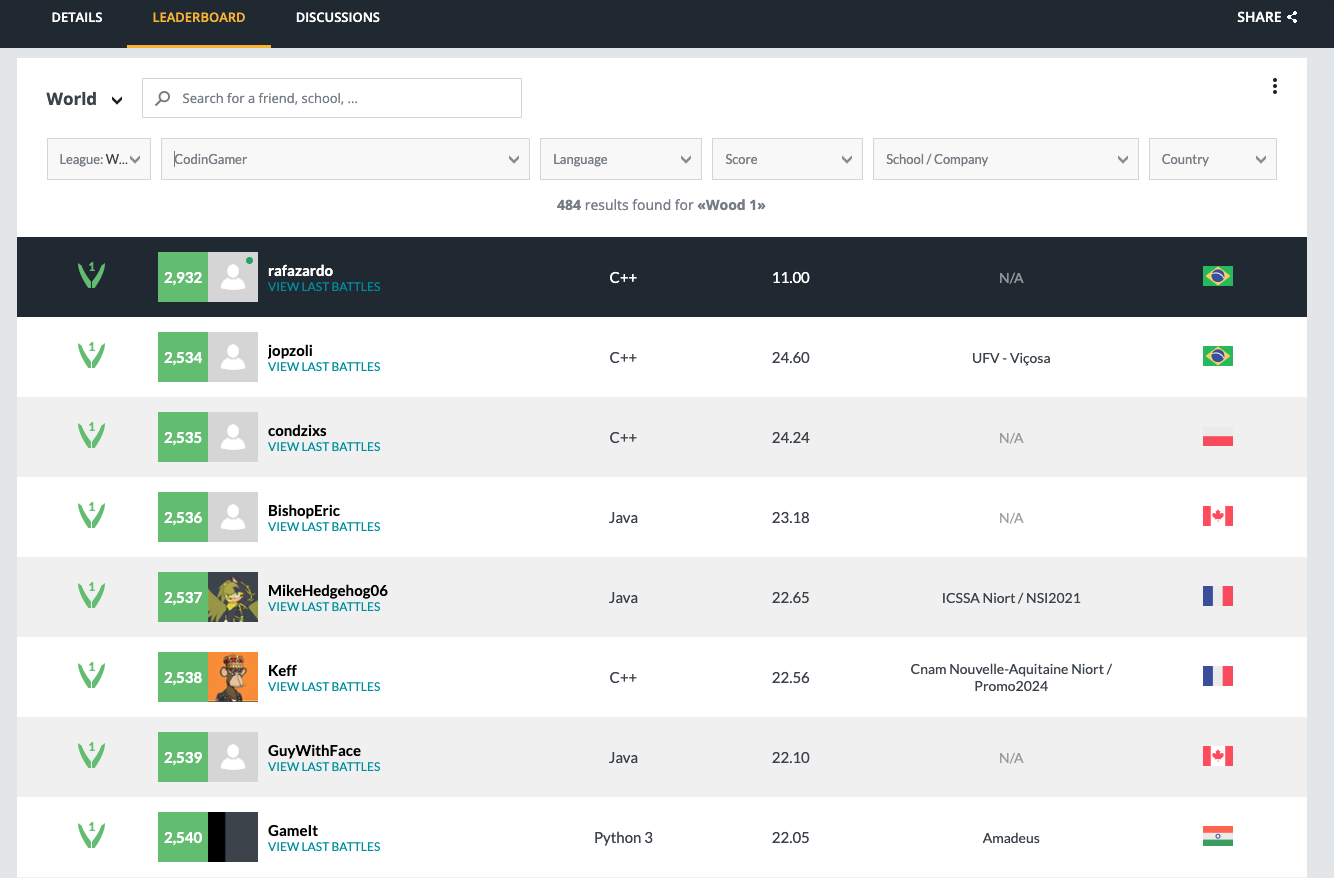 DETAILS LEADERBOARD DISCUSSIONS SHARE
World Search for a friend, school, ...
League: W... CodinGamer Language Score School / Company Country
484 results found for «Wood 1»
1 2,932 rafazardo C++ 11.00 N/A
VIEW LAST BATTLES
1 2,534 jopzoli C++ 24.60 UFV - Viçosa
VIEW LAST BATTLES
1 2,535 condzixs C++ 24.24 N/A
VIEW LAST BATTLES
1 2,536 BishopEric Java 23.18 N/A
VIEW LAST BATTLES
1 2,537 MikeHedgehog06 Java 22.65 ICSSA Niort / NSI2021
VIEW LAST BATTLES
1 2,538 Keff C++ 22.56 Cnam Nouvelle-Aquitaine Niort /
VIEW LAST BATTLES Promo2024
1 2,539 GuyWithFace Java 22.10 N/A
VIEW LAST BATTLES
1 2,540 GameIt Python 3 22.05 Amadeus
VIEW LAST BATTLES